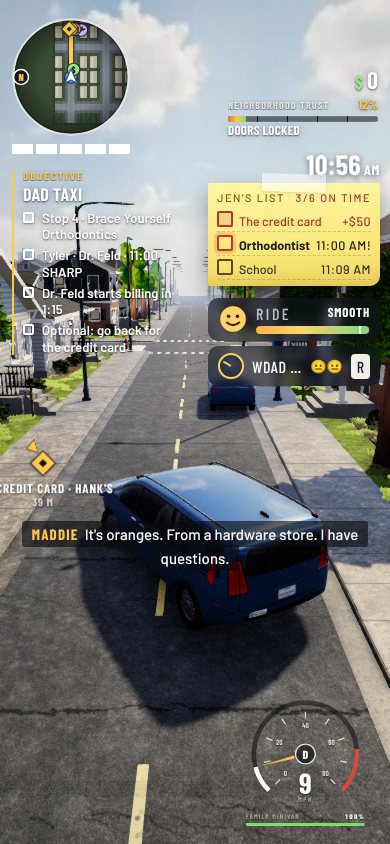 N
$ 0
NEIGHBORHOOD TRUST 12%
DOORS LOCKED
10:56 AM
OBJECTIVE
DAD TAXI
Stop 4 · Brace Yourself
Orthodontics
Tyler · Dr. Feld · 11:00
SHARP
Dr. Feld starts billing in
1:15
Optional: go back for
the credit card
JEN'S LIST 3/6 ON TIME
The credit card +$50
Orthodontist 11:00 AM!
School 11:09 AM
RIDE SMOOTH
WDAD ... R
CREDIT CARD · HANK'S
39 M
MADDIE It's oranges. From a hardware store. I have
questions.
0 20 40 60 80
D
9
MPH
FAMILY MINIVAN 100%